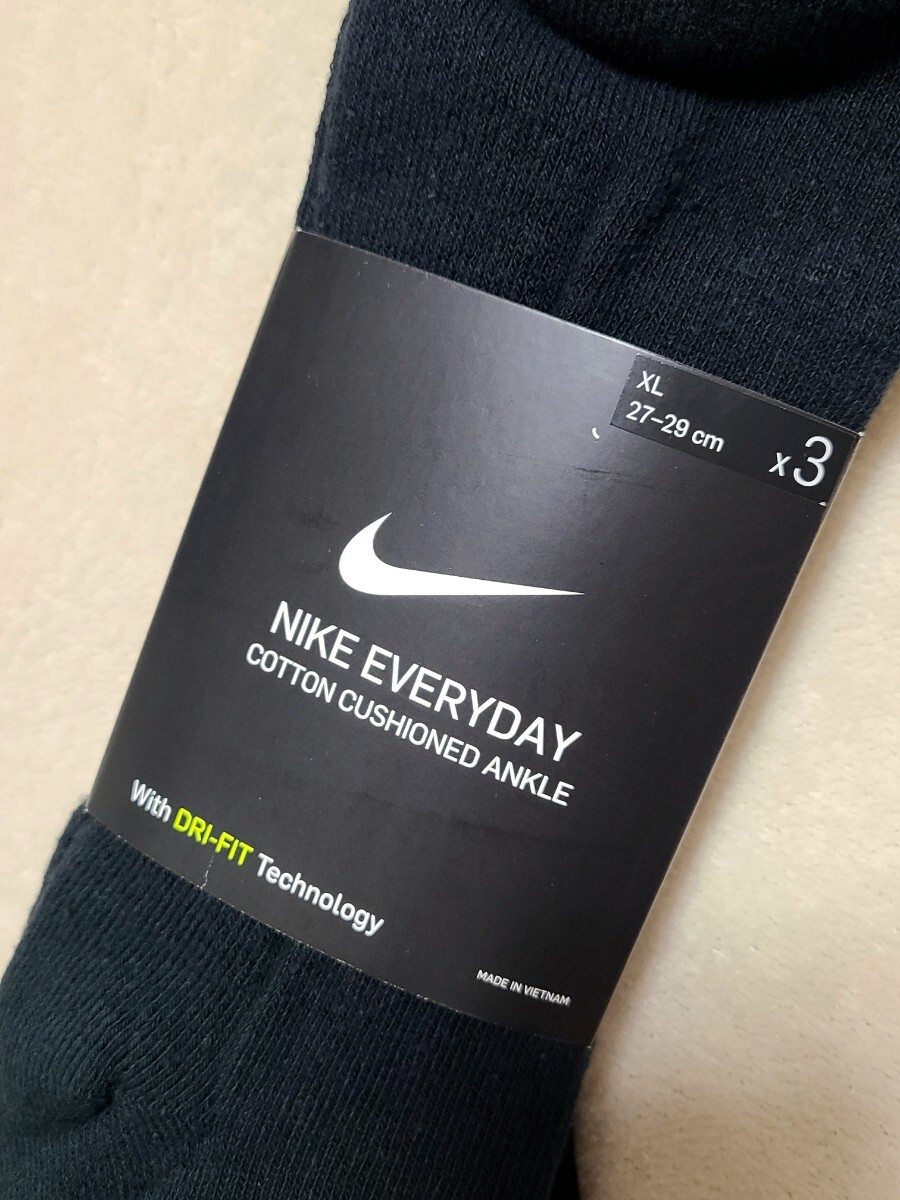 XL
27–29 cm
x3
NIKE EVERYDAY
COTTON CUSHIONED ANKLE
With DRI-FIT Technology
MADE IN VIETNAM